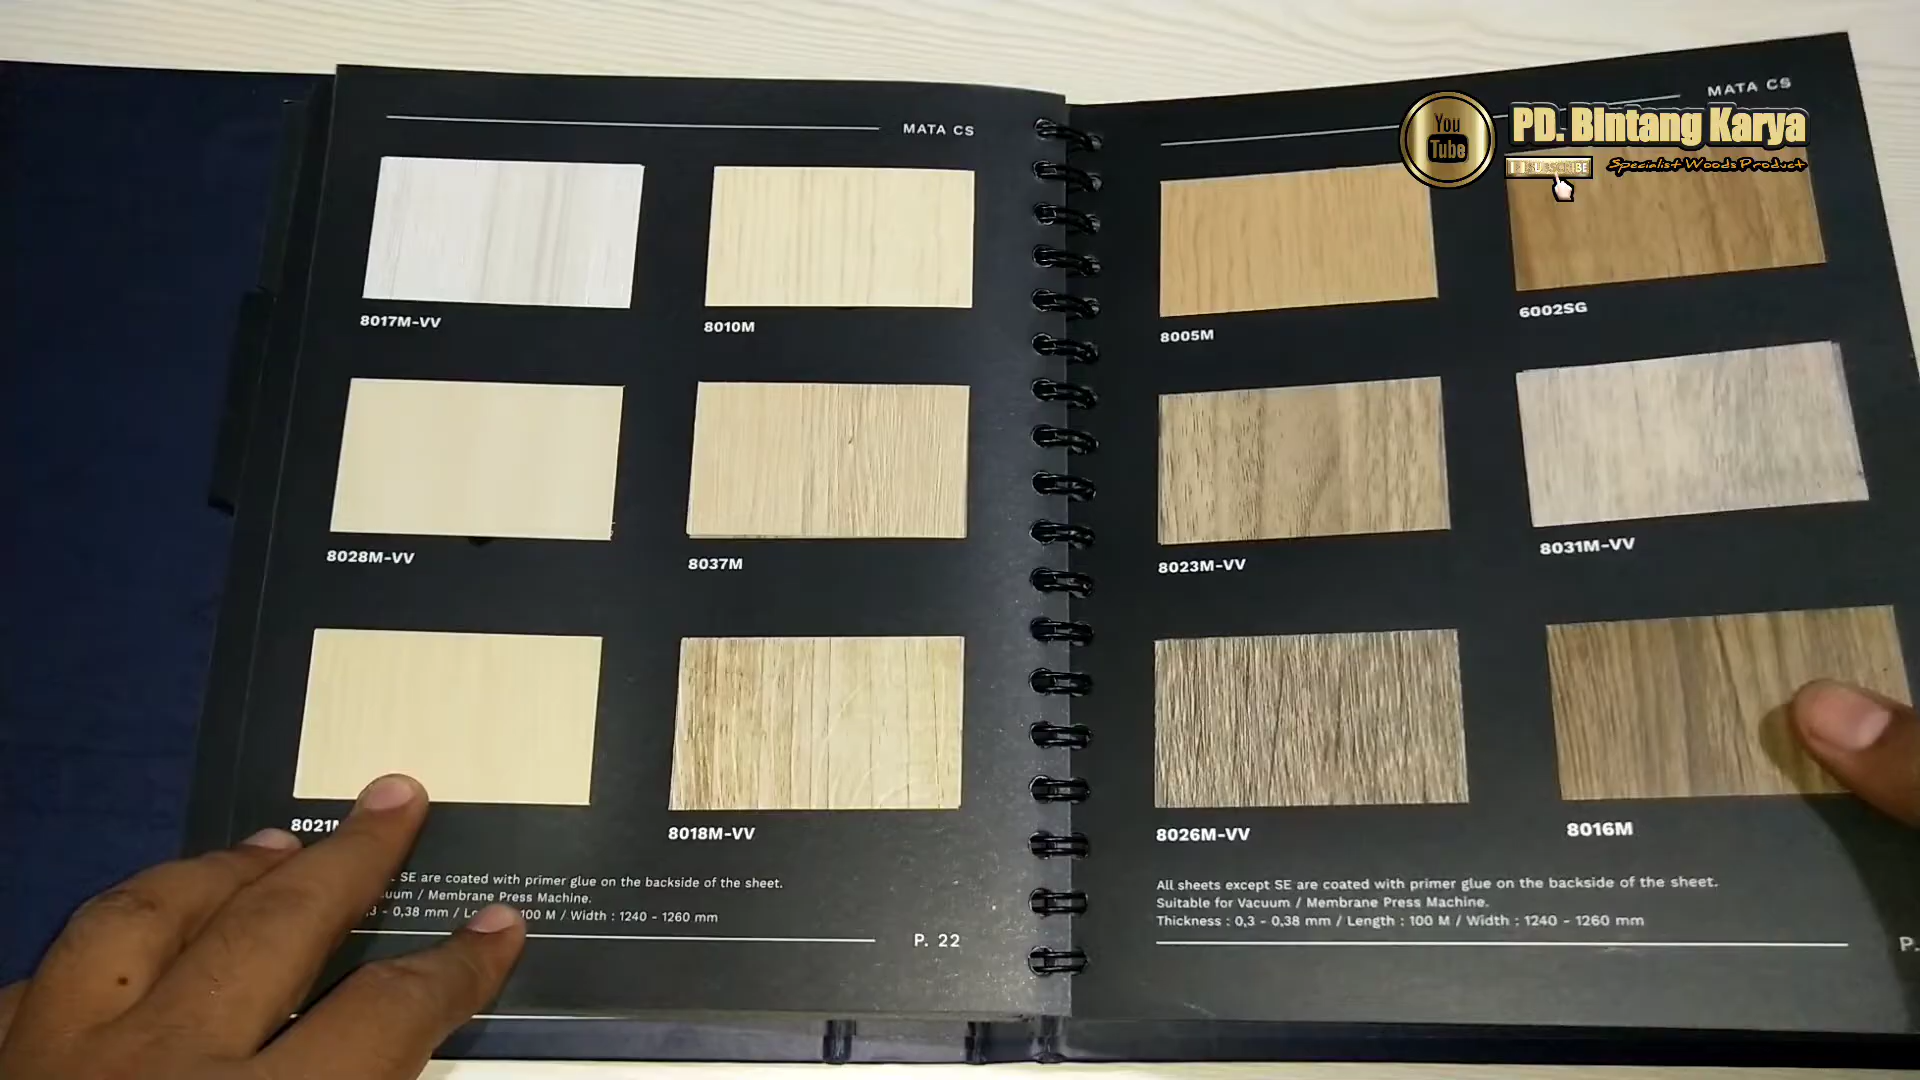 MATA CS
8017M-VV
8010M
8028M-VV
8037M
8018M-VV
SE are coated with primer glue on the backside of the sheet.
/ Membrane Press Machine.
- 0,38 mm / 100 M / Width : 1240 - 1260 mm
P. 22
MATA CS
You
Tube
PD. BIntang Karya
SUBSCRIBE
Specialist Woods Product
8005M
6002SG
8023M-VV
8031M-VV
8026M-VV
8016M
All sheets except SE are coated with primer glue on the backside of the sheet.
Suitable for Vacuum / Membrane Press Machine.
Thickness : 0,3 - 0,38 mm / Length : 100 M / Width : 1240 - 1260 mm
P.